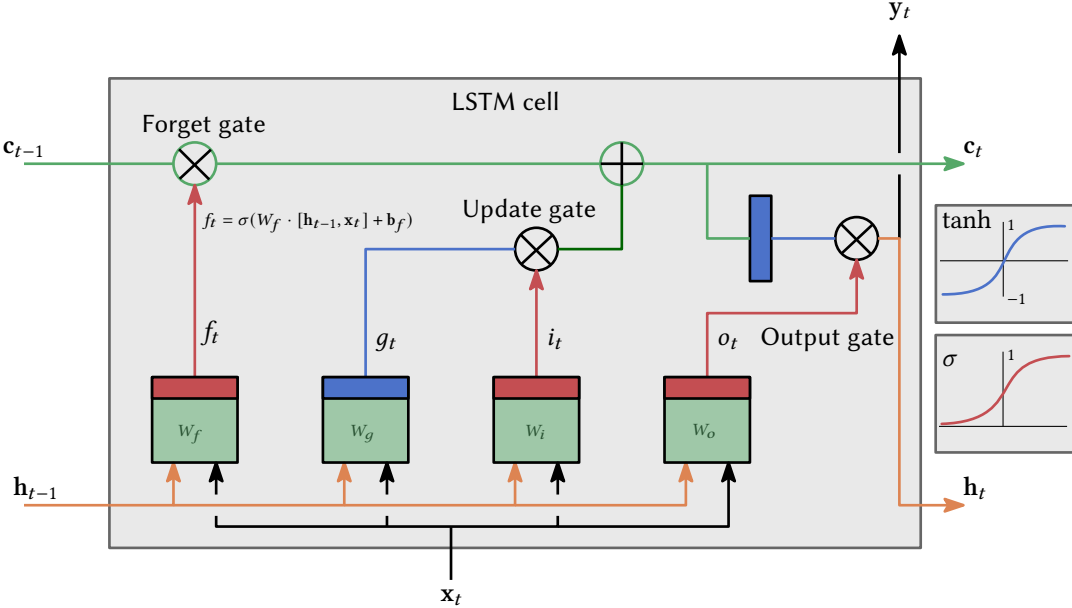 y_t
LSTM cell
Forget gate
c_{t−1}
c_t
f_t = σ(W_f · [h_{t−1}, x_t] + b_f)
Update gate
tanh
1
−1
f_t
g_t
i_t
o_t
Output gate
σ
1
W_f
W_g
W_i
W_o
h_{t−1}
h_t
x_t